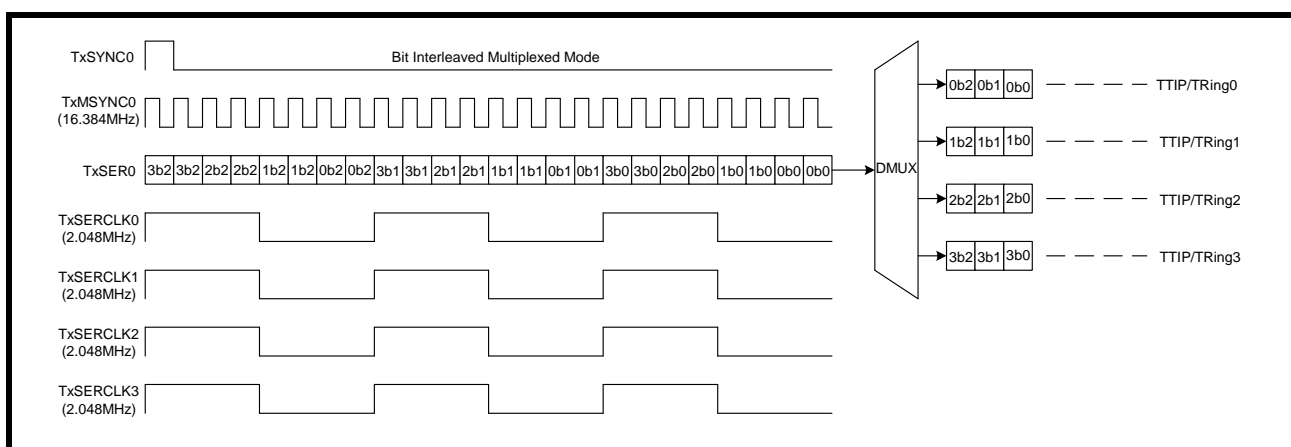 TxSYNC0
Bit Interleaved Multiplexed Mode
TxMSYNC0
(16.384MHz)
TxSER0
3b2 3b2 2b2 2b2 1b2 1b2 0b2 0b2 3b1 3b1 2b1 2b1 1b1 1b1 0b1 0b1 3b0 3b0 2b0 2b0 1b0 1b0 0b0 0b0
TxSERCLK0
(2.048MHz)
TxSERCLK1
(2.048MHz)
TxSERCLK2
(2.048MHz)
TxSERCLK3
(2.048MHz)
DMUX
0b2 0b1 0b0
TTIP/TRing0
1b2 1b1 1b0
TTIP/TRing1
2b2 2b1 2b0
TTIP/TRing2
3b2 3b1 3b0
TTIP/TRing3